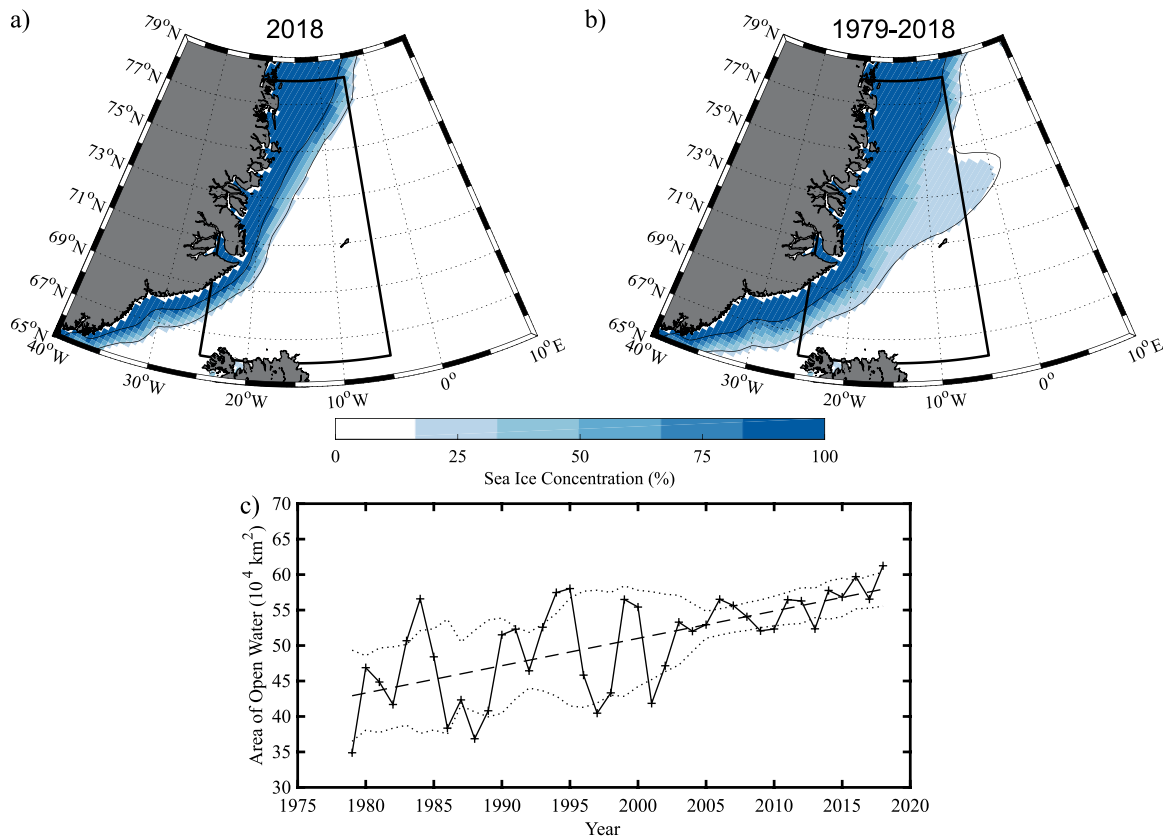 a)
2018
79°N
77°N
75°N
73°N
71°N
69°N
67°N
65°N
40°W
30°W
20°W
10°W
0°
10°E
b)
1979-2018
79°N
77°N
75°N
73°N
71°N
69°N
67°N
65°N
40°W
30°W
20°W
10°W
0°
10°E
0 25 50 75 100
Sea Ice Concentration (%)
c)
Area of Open Water (10⁴ km²)
70
65
60
55
50
45
40
35
30
1975 1980 1985 1990 1995 2000 2005 2010 2015 2020
Year